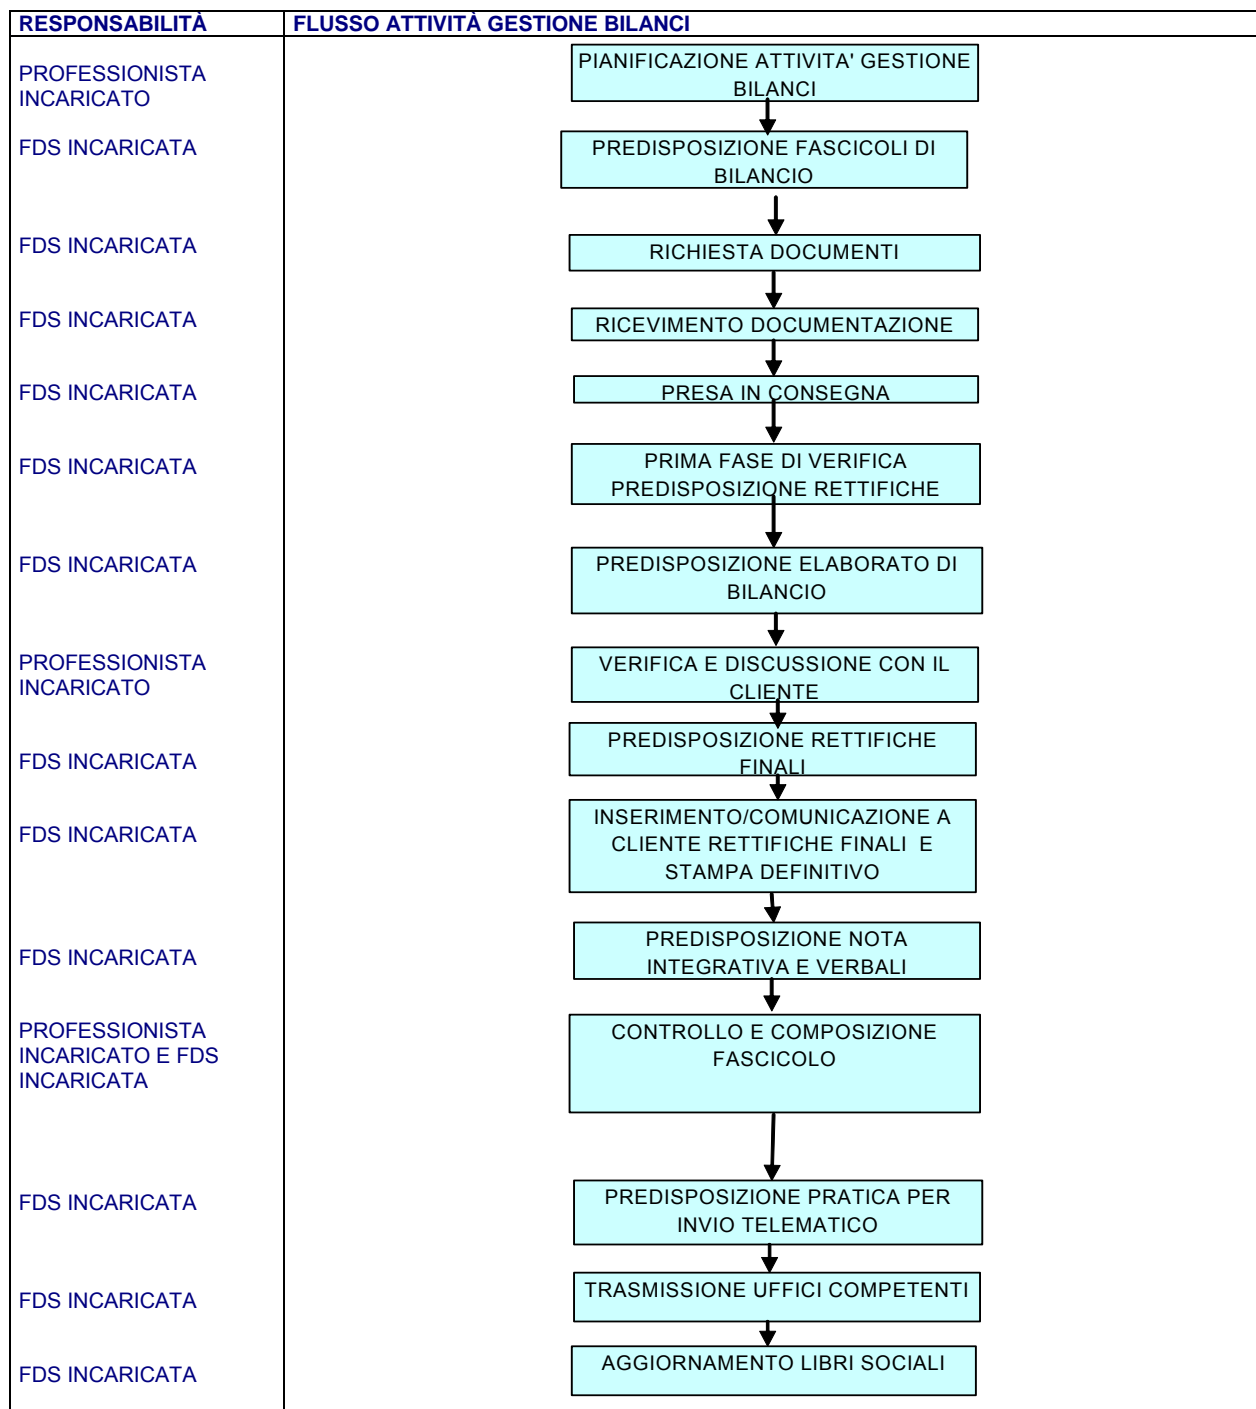 RESPONSABILITÀ
FLUSSO ATTIVITÀ GESTIONE BILANCI
PROFESSIONISTA
INCARICATO
PIANIFICAZIONE ATTIVITA' GESTIONE
BILANCI
FDS INCARICATA
PREDISPOSIZIONE FASCICOLI DI
BILANCIO
FDS INCARICATA
RICHIESTA DOCUMENTI
FDS INCARICATA
RICEVIMENTO DOCUMENTAZIONE
FDS INCARICATA
PRESA IN CONSEGNA
FDS INCARICATA
PRIMA FASE DI VERIFICA
PREDISPOSIZIONE RETTIFICHE
FDS INCARICATA
PREDISPOSIZIONE ELABORATO DI
BILANCIO
PROFESSIONISTA
INCARICATO
VERIFICA E DISCUSSIONE CON IL
CLIENTE
FDS INCARICATA
PREDISPOSIZIONE RETTIFICHE
FINALI
FDS INCARICATA
INSERIMENTO/COMUNICAZIONE A
CLIENTE RETTIFICHE FINALI  E
STAMPA DEFINITIVO
FDS INCARICATA
PREDISPOSIZIONE NOTA
INTEGRATIVA E VERBALI
PROFESSIONISTA
INCARICATO E FDS
INCARICATA
CONTROLLO E COMPOSIZIONE
FASCICOLO
FDS INCARICATA
PREDISPOSIZIONE PRATICA PER
INVIO TELEMATICO
FDS INCARICATA
TRASMISSIONE UFFICI COMPETENTI
FDS INCARICATA
AGGIORNAMENTO LIBRI SOCIALI